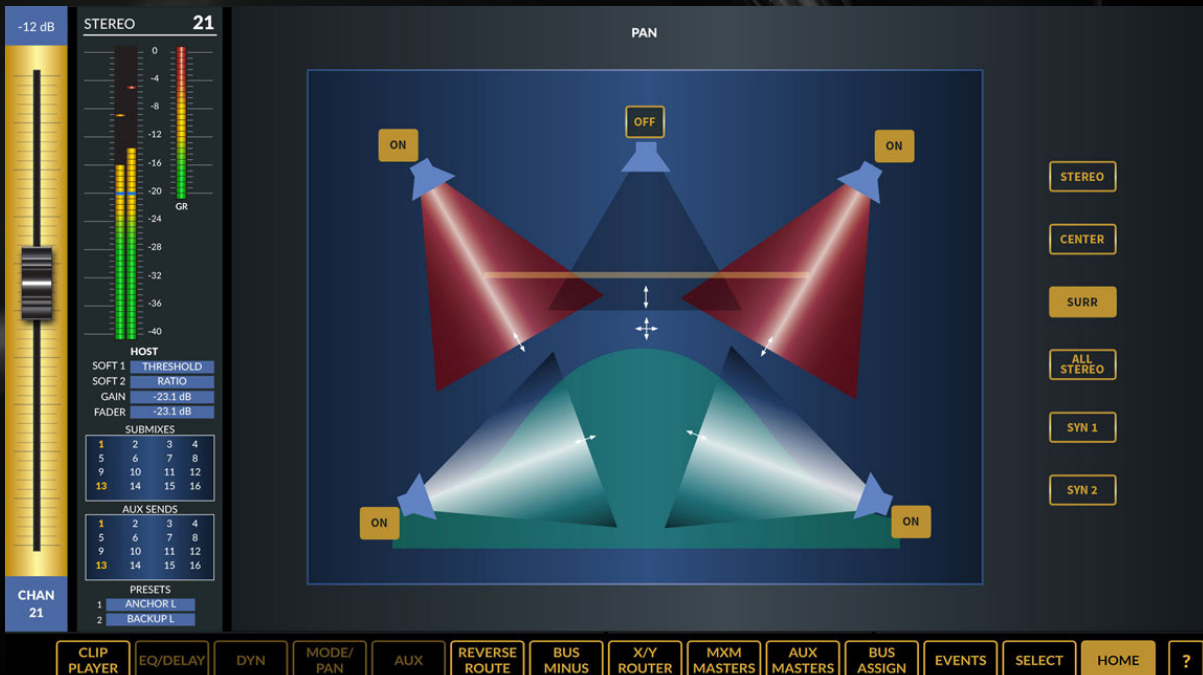 -12 dB
STEREO 21
0
-4
-8
-12
-16
-20
-24
-28
-32
-36
-40
GR
HOST
SOFT 1 THRESHOLD
SOFT 2 RATIO
GAIN -23.1 dB
FADER -23.1 dB
SUBMIXES
1 2 3 4
5 6 7 8
9 10 11 12
13 14 15 16
AUX SENDS
1 2 3 4
5 6 7 8
9 10 11 12
13 14 15 16
PRESETS
1 ANCHOR L
2 BACKUP L
CHAN
21
PAN
OFF
ON
ON
ON
ON
STEREO
CENTER
SURR
ALL
STEREO
SYN 1
SYN 2
CLIP
PLAYER
EQ/DELAY
DYN
MODE/
PAN
AUX
REVERSE
ROUTE
BUS
MINUS
X/Y
ROUTER
MXM
MASTERS
AUX
MASTERS
BUS
ASSIGN
EVENTS
SELECT
HOME
?